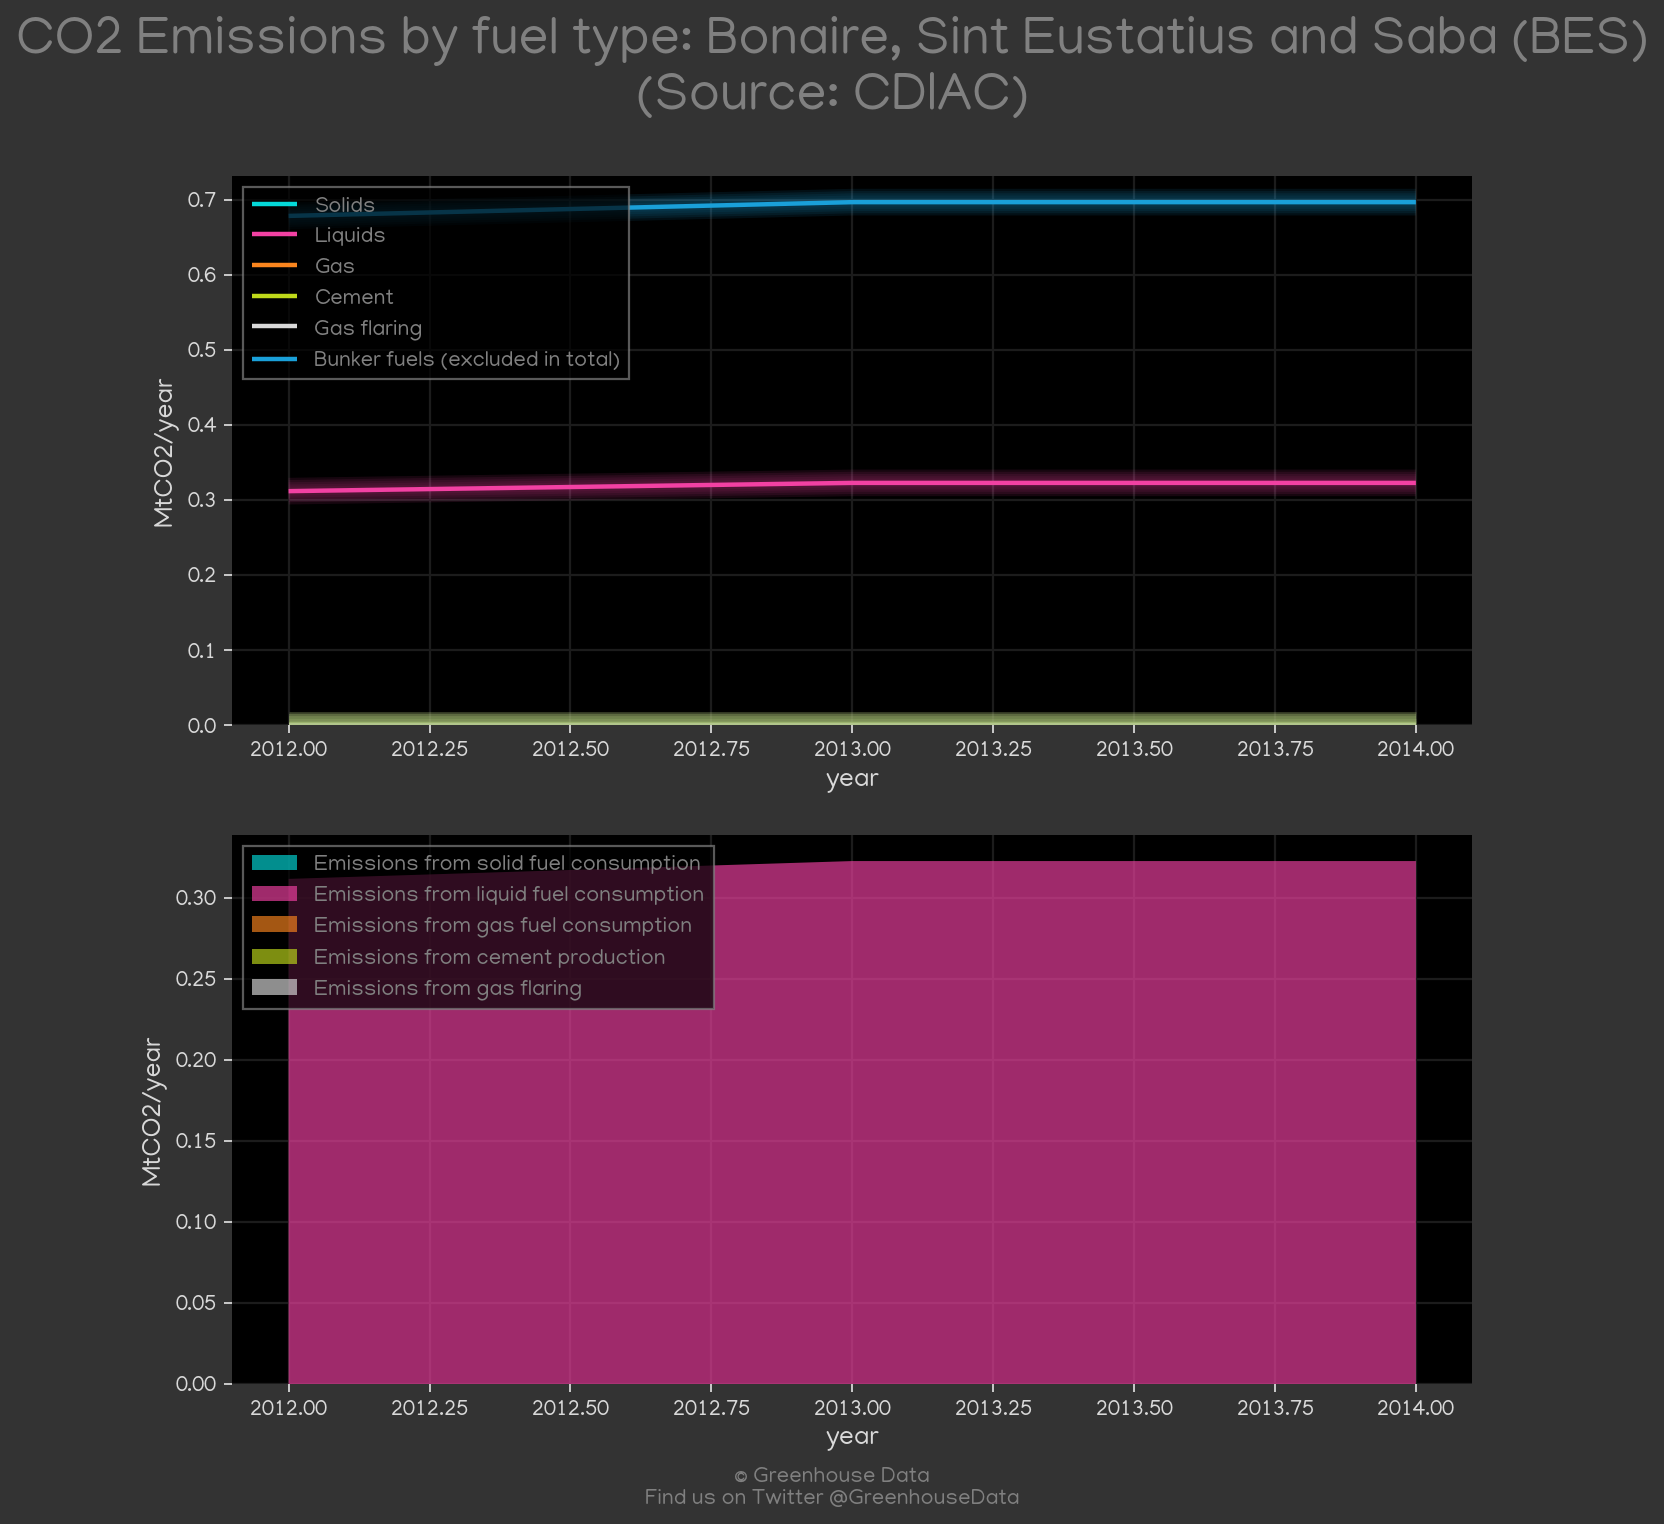 CO2 Emissions by fuel type: Bonaire, Sint Eustatius and Saba (BES)
(Source: CDIAC)
Solids
Liquids
Gas
Cement
Gas flaring
Bunker fuels (excluded in total)
0.7
0.6
0.5
0.4
0.3
0.2
0.1
0.0
MtCO2/year
2012.00 2012.25 2012.50 2012.75 2013.00 2013.25 2013.50 2013.75 2014.00
year
Emissions from solid fuel consumption
Emissions from liquid fuel consumption
Emissions from gas fuel consumption
Emissions from cement production
Emissions from gas flaring
0.30
0.25
0.20
0.15
0.10
0.05
0.00
MtCO2/year
2012.00 2012.25 2012.50 2012.75 2013.00 2013.25 2013.50 2013.75 2014.00
year
© Greenhouse Data
Find us on Twitter @GreenhouseData